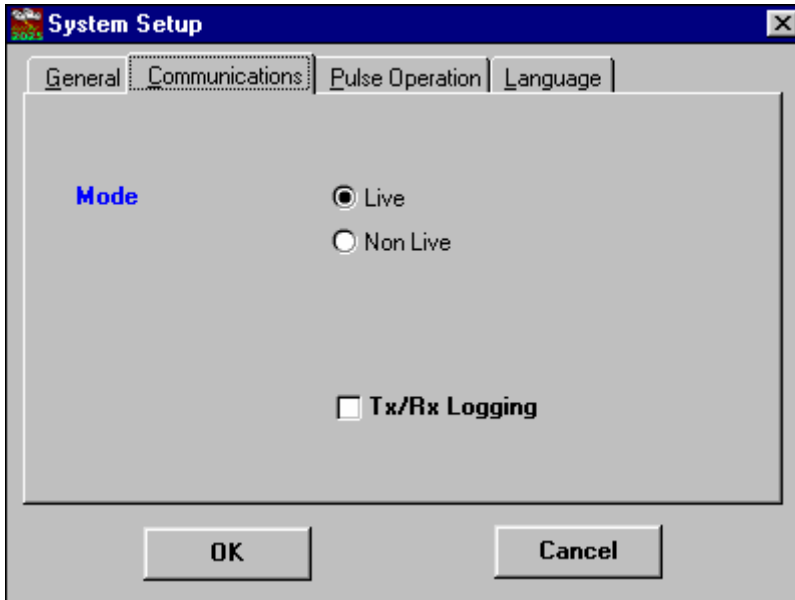 System Setup
General Communications Pulse Operation Language
Mode
Live
Non Live
Tx/Rx Logging
OK Cancel